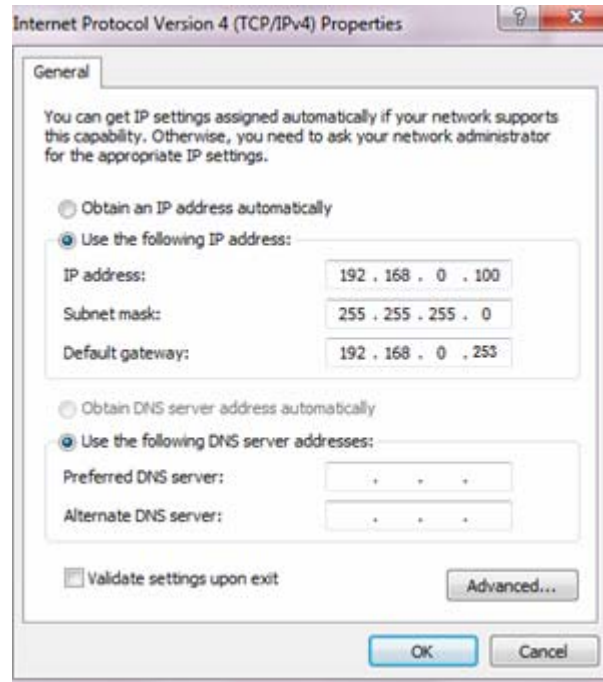 Internet Protocol Version 4 (TCP/IPv4) Properties
General
You can get IP settings assigned automatically if your network supports
this capability. Otherwise, you need to ask your network administrator
for the appropriate IP settings.
Obtain an IP address automatically
Use the following IP address:
IP address: 192 . 168 . 0 . 100
Subnet mask: 255 . 255 . 255 . 0
Default gateway: 192 . 168 . 0 . 253
Obtain DNS server address automatically
Use the following DNS server addresses:
Preferred DNS server: . . .
Alternate DNS server: . . .
Validate settings upon exit
Advanced...
OK Cancel